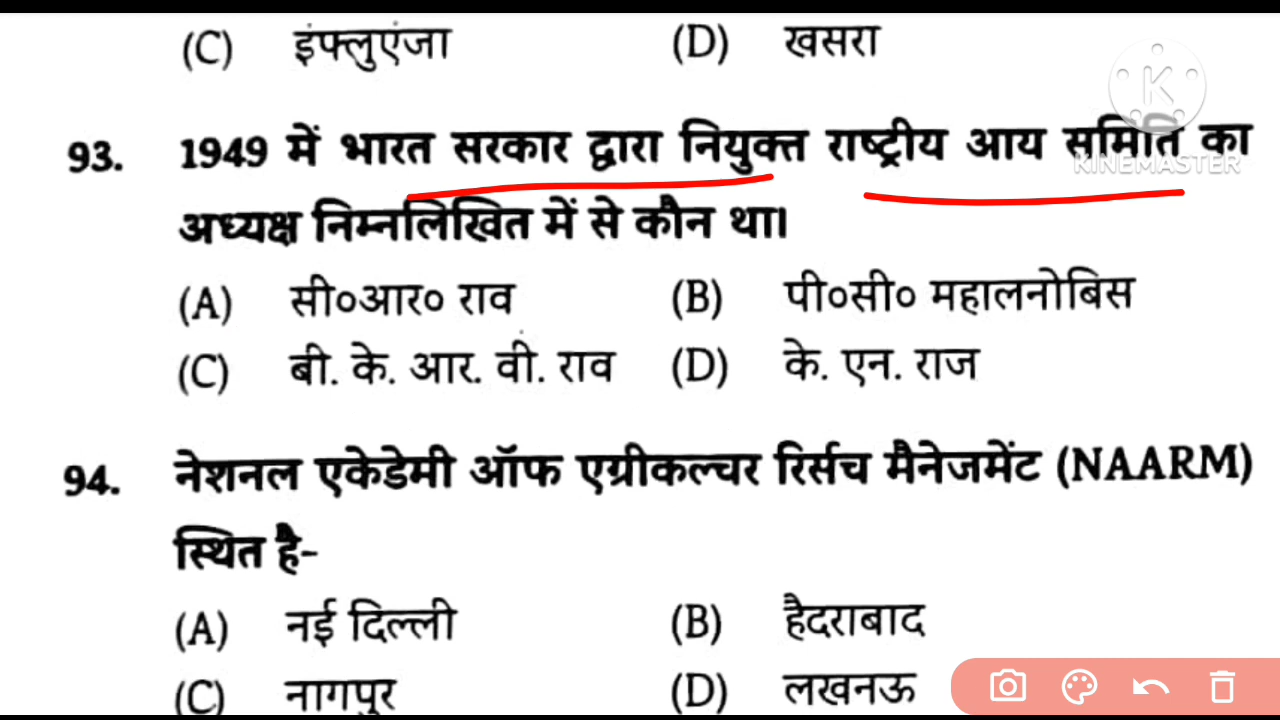 (C) इंफ्लुएंजा (D) खसरा
93. 1949 में भारत सरकार द्वारा नियुक्त राष्ट्रीय आय समिति का
KINEMASTER
अध्यक्ष निम्नलिखित में से कौन था।
(A) सी०आर० राव (B) पी०सी० महालनोबिस
(C) बी. के. आर. वी. राव (D) के. एन. राज
94. नेशनल एकेडेमी ऑफ एग्रीकल्चर रिर्सच मैनेजमेंट (NAARM)
स्थित है-
(A) नई दिल्ली (B) हैदराबाद
(C) नागपुर (D) लखनऊ